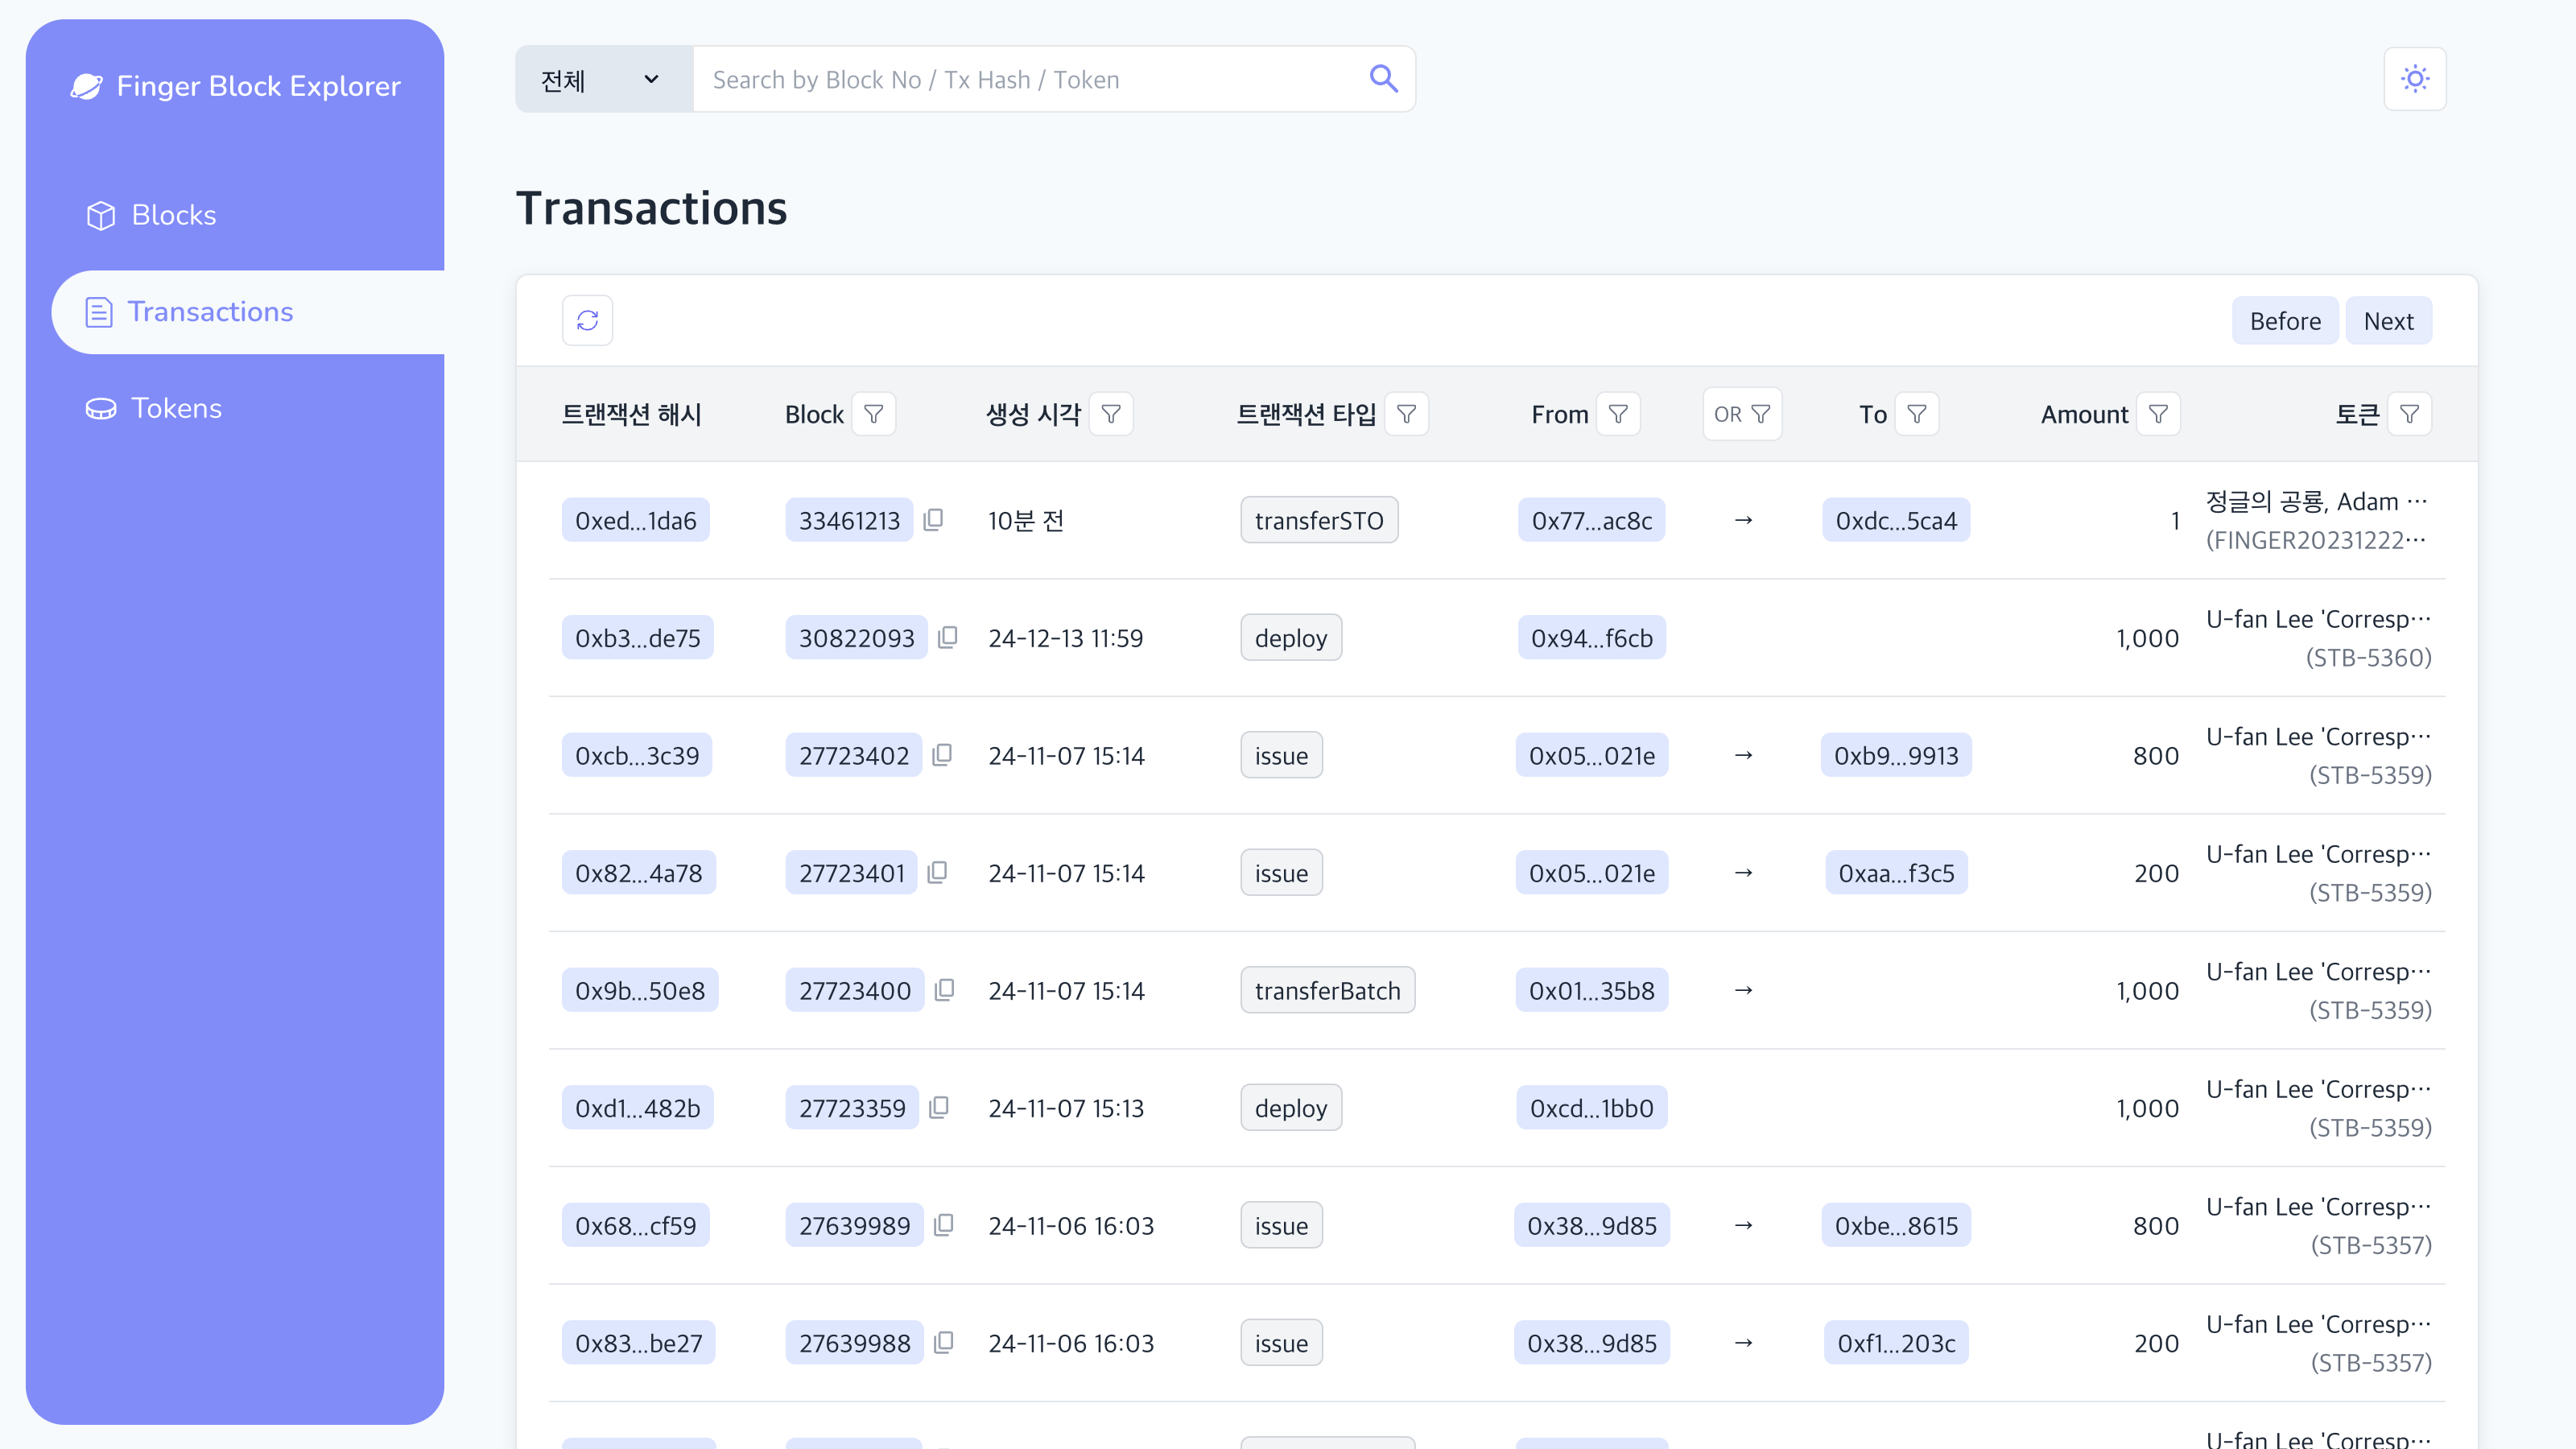 Finger Block Explorer
Blocks
Transactions
Tokens
전체 Search by Block No / Tx Hash / Token
Transactions
Before Next
트랜잭션 해시 Block 생성 시각 트랜잭션 타입 From OR To Amount 토큰
0xed...1da6 33461213 10분 전 transferSTO 0x77...ac8c → 0xdc...5ca4 1 정글의 공룡, Adam ···
(FINGER20231222···
0xb3...de75 30822093 24-12-13 11:59 deploy 0x94...f6cb 1,000 U-fan Lee 'Corresp···
(STB-5360)
0xcb...3c39 27723402 24-11-07 15:14 issue 0x05...021e → 0xb9...9913 800 U-fan Lee 'Corresp···
(STB-5359)
0x82...4a78 27723401 24-11-07 15:14 issue 0x05...021e → 0xaa...f3c5 200 U-fan Lee 'Corresp···
(STB-5359)
0x9b...50e8 27723400 24-11-07 15:14 transferBatch 0x01...35b8 → 1,000 U-fan Lee 'Corresp···
(STB-5359)
0xd1...482b 27723359 24-11-07 15:13 deploy 0xcd...1bb0 1,000 U-fan Lee 'Corresp···
(STB-5359)
0x68...cf59 27639989 24-11-06 16:03 issue 0x38...9d85 → 0xbe...8615 800 U-fan Lee 'Corresp···
(STB-5357)
0x83...be27 27639988 24-11-06 16:03 issue 0x38...9d85 → 0xf1...203c 200 U-fan Lee 'Corresp···
(STB-5357)
U-fan Lee 'Corresp···